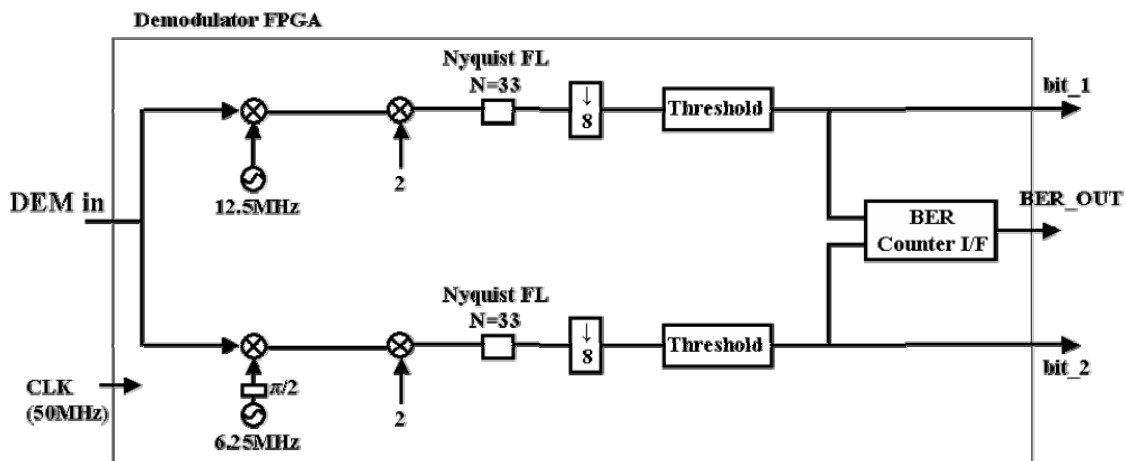 Demodulator FPGA
Nyquist FL
N=33
bit_1
↓
8
Threshold
2
12.5MHz
DEM in
BER_OUT
BER
Counter I/F
Nyquist FL
N=33
↓
8
Threshold
bit_2
CLK
(50MHz)
π/2
2
6.25MHz